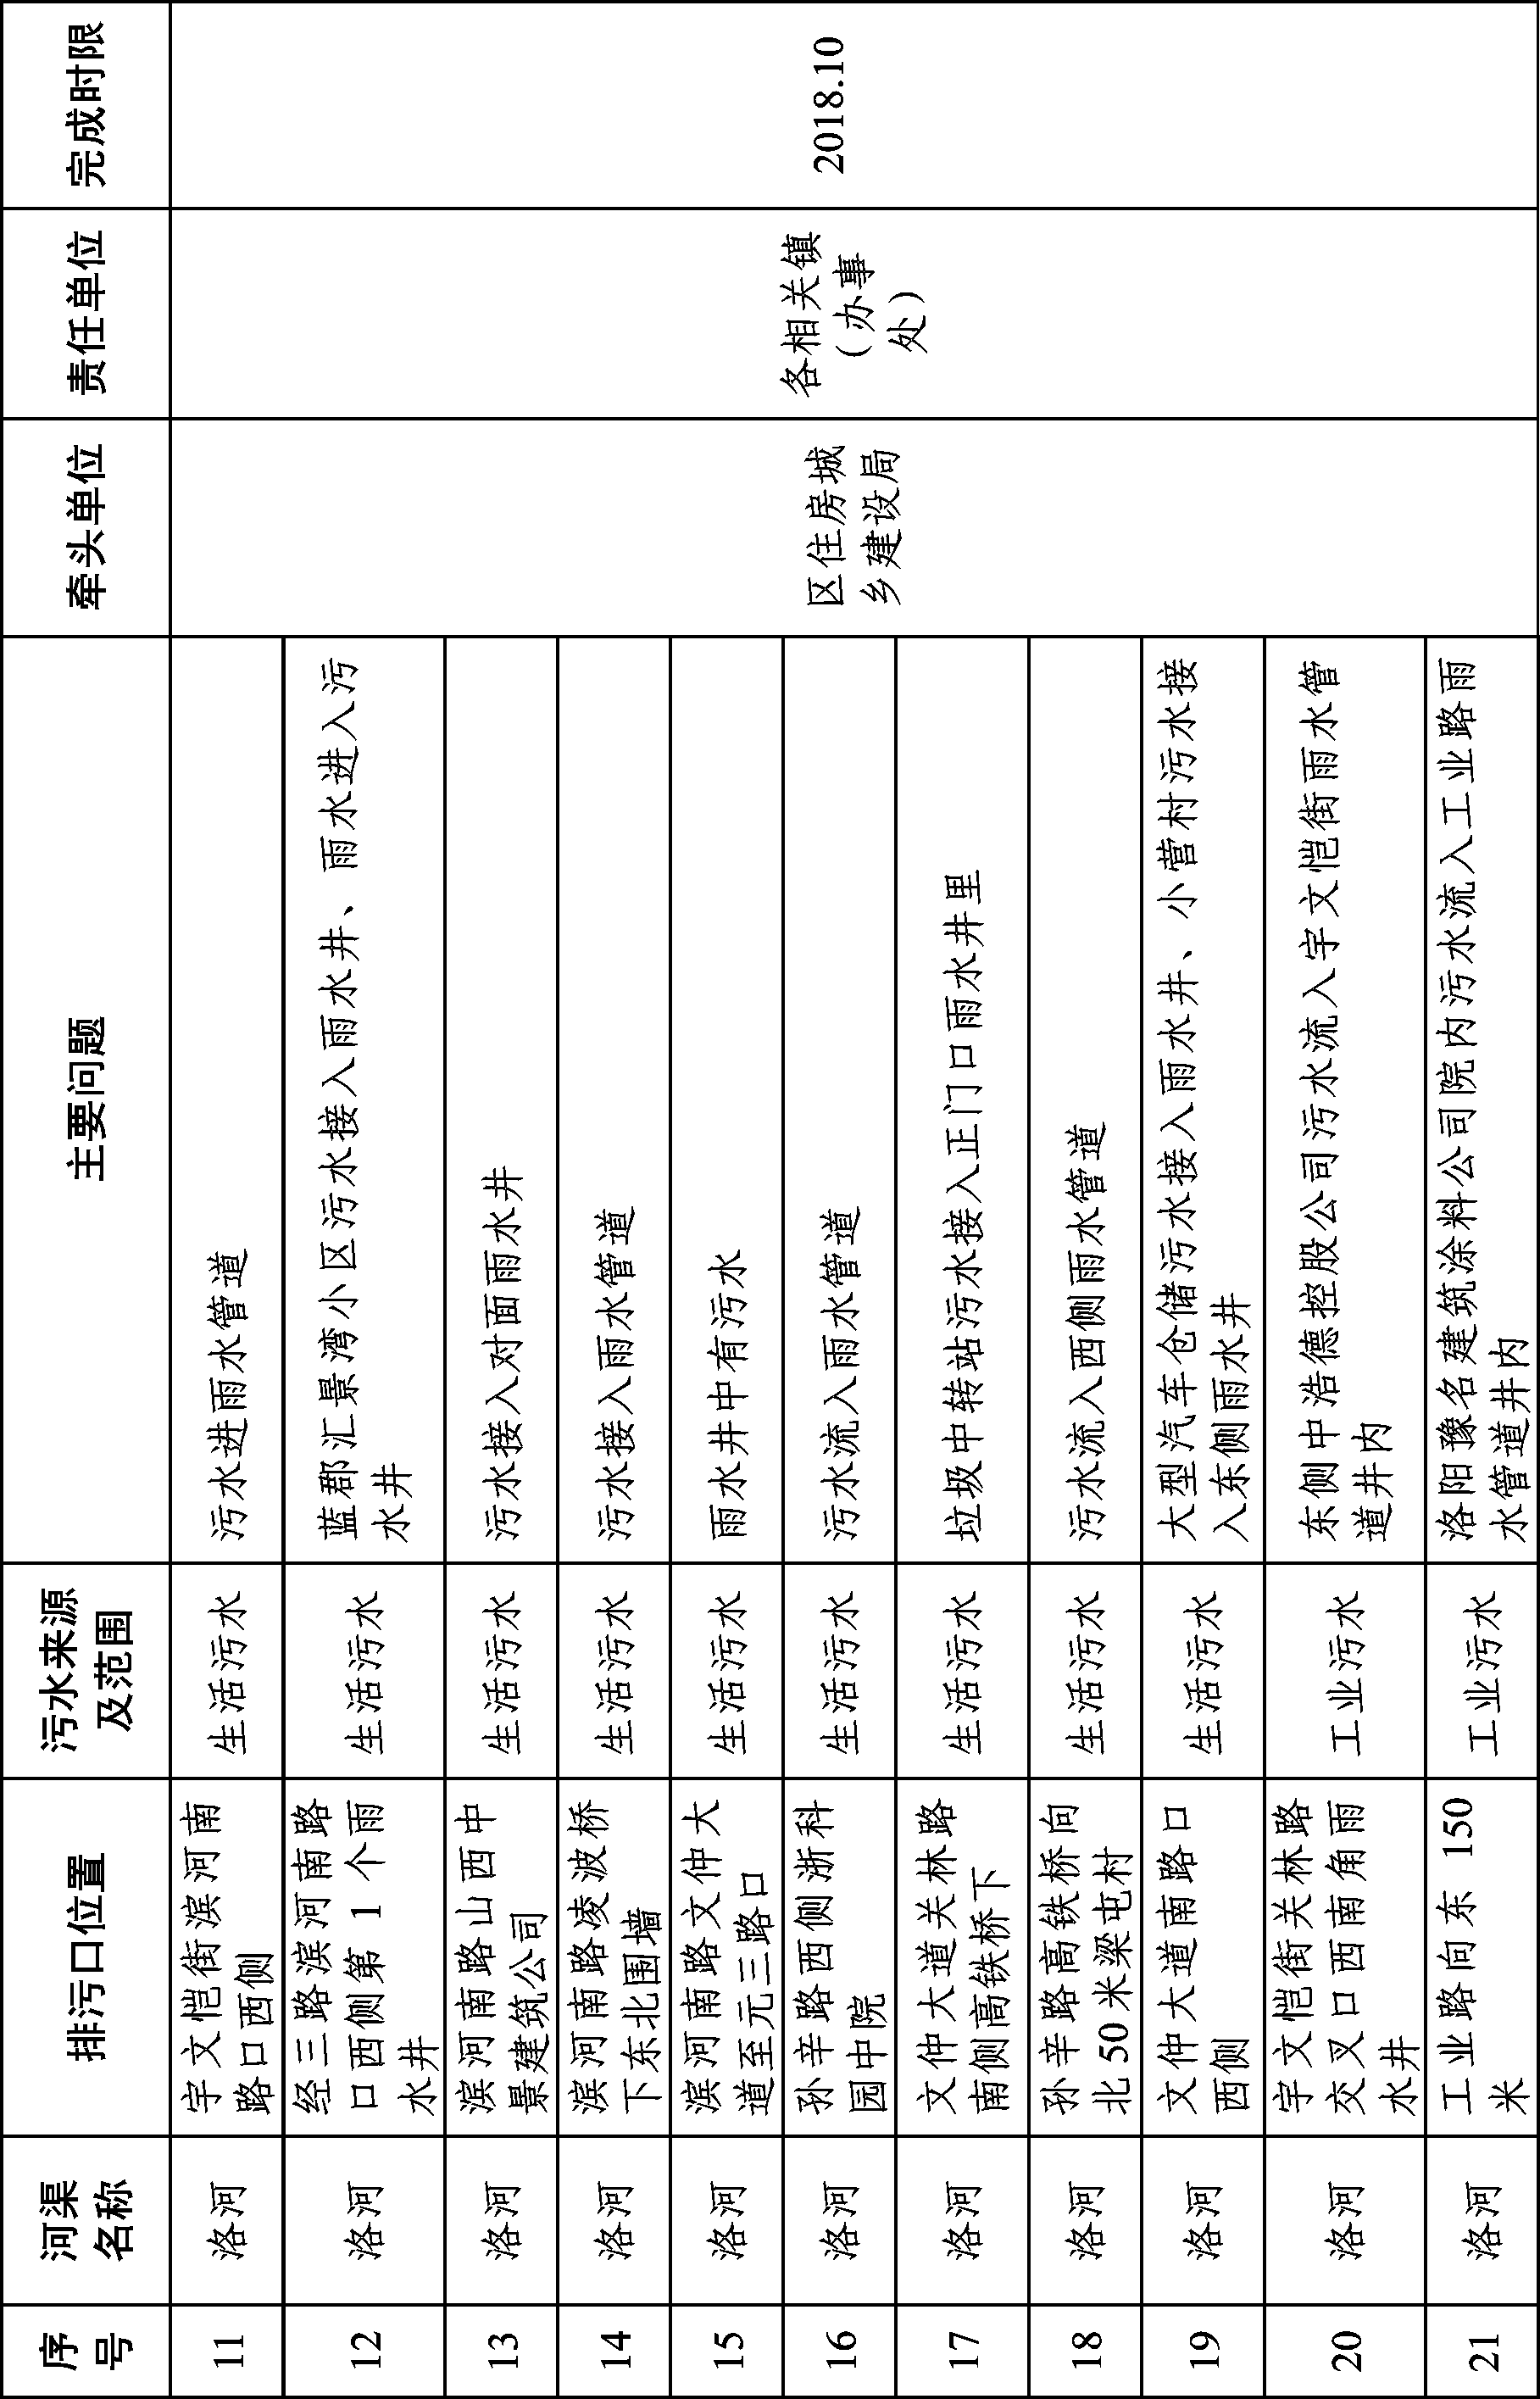 序号
河渠名称
排污口位置
污水来源及范围
主要问题
牵头单位
责任单位
完成时限
11
洛河
宇文恺街滨河南
路口西侧
生活污水
污水进雨水管道
12
洛河
经三路滨河南路
口西侧第 1 个雨
水井
生活污水
蓝郡汇景湾小区污水接入雨水井、雨水进入污
水井
13
洛河
滨河南路山西中
景建筑公司
生活污水
污水接入对面雨水井
14
洛河
滨河南路凌波桥
下东北围墙
生活污水
污水接入雨水管道
15
洛河
滨河南路文仲大
道至元三路口
生活污水
雨水井中有污水
16
洛河
孙辛路西侧浙科
园中院
生活污水
污水流入雨水管道
17
洛河
文仲大道关林路
南侧高铁桥下
生活污水
垃圾中转站污水接入正门口雨水井里
18
洛河
孙辛路高铁桥向
北 50 米梁屯村
生活污水
污水流入西侧雨水管道
19
洛河
文仲大道南路口
西侧
生活污水
大型汽车仓储污水接入雨水井、小营村污水接
入东侧雨水井
20
洛河
宇文恺街关林路
交叉口西南角雨
水井
工业污水
东侧中浩德控股公司污水流入宇文恺街雨水管
道井内
21
洛河
工业路向东 150
米
工业污水
洛阳豫名建筑涂料公司院内污水流入工业路雨
水管道井内
区住房城
乡建设局
各相关镇
（办事
处）
2018.10